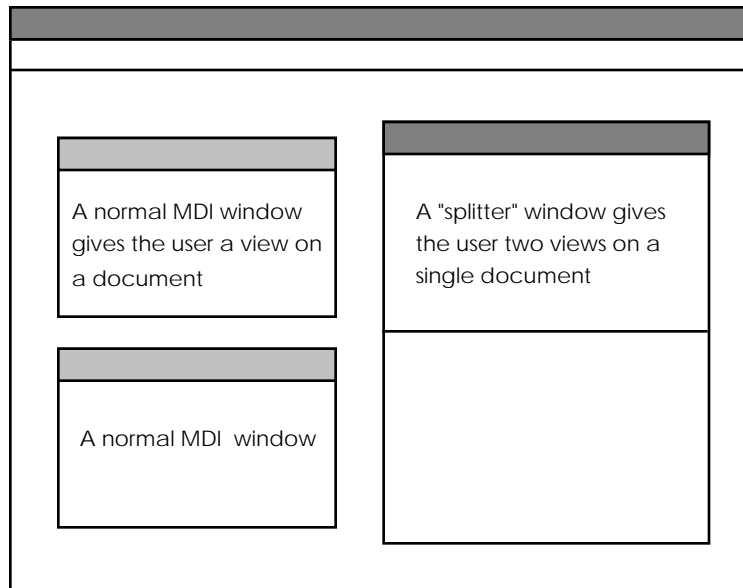 A normal MDI window
gives the user a view on
a document
A "splitter" window gives
the user two views on a
single document
A normal MDI window